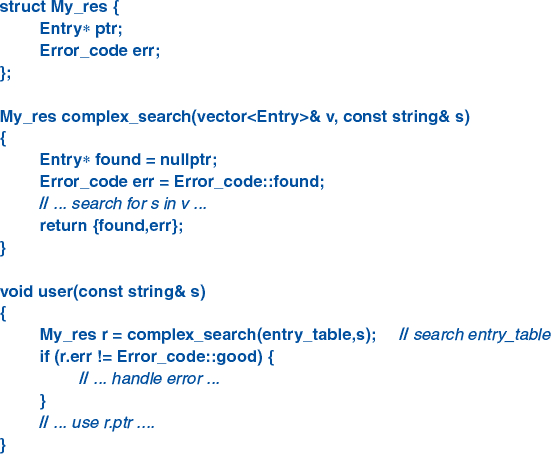 struct My_res {
Entry* ptr;
Error_code err;
};
My_res complex_search(vector<Entry>& v, const string& s)
{
Entry* found = nullptr;
Error_code err = Error_code::found;
// ... search for s in v ...
return {found,err};
}
void user(const string& s)
{
My_res r = complex_search(entry_table,s); // search entry_table
if (r.err != Error_code::good) {
// ... handle error ...
}
// ... use r.ptr ....
}